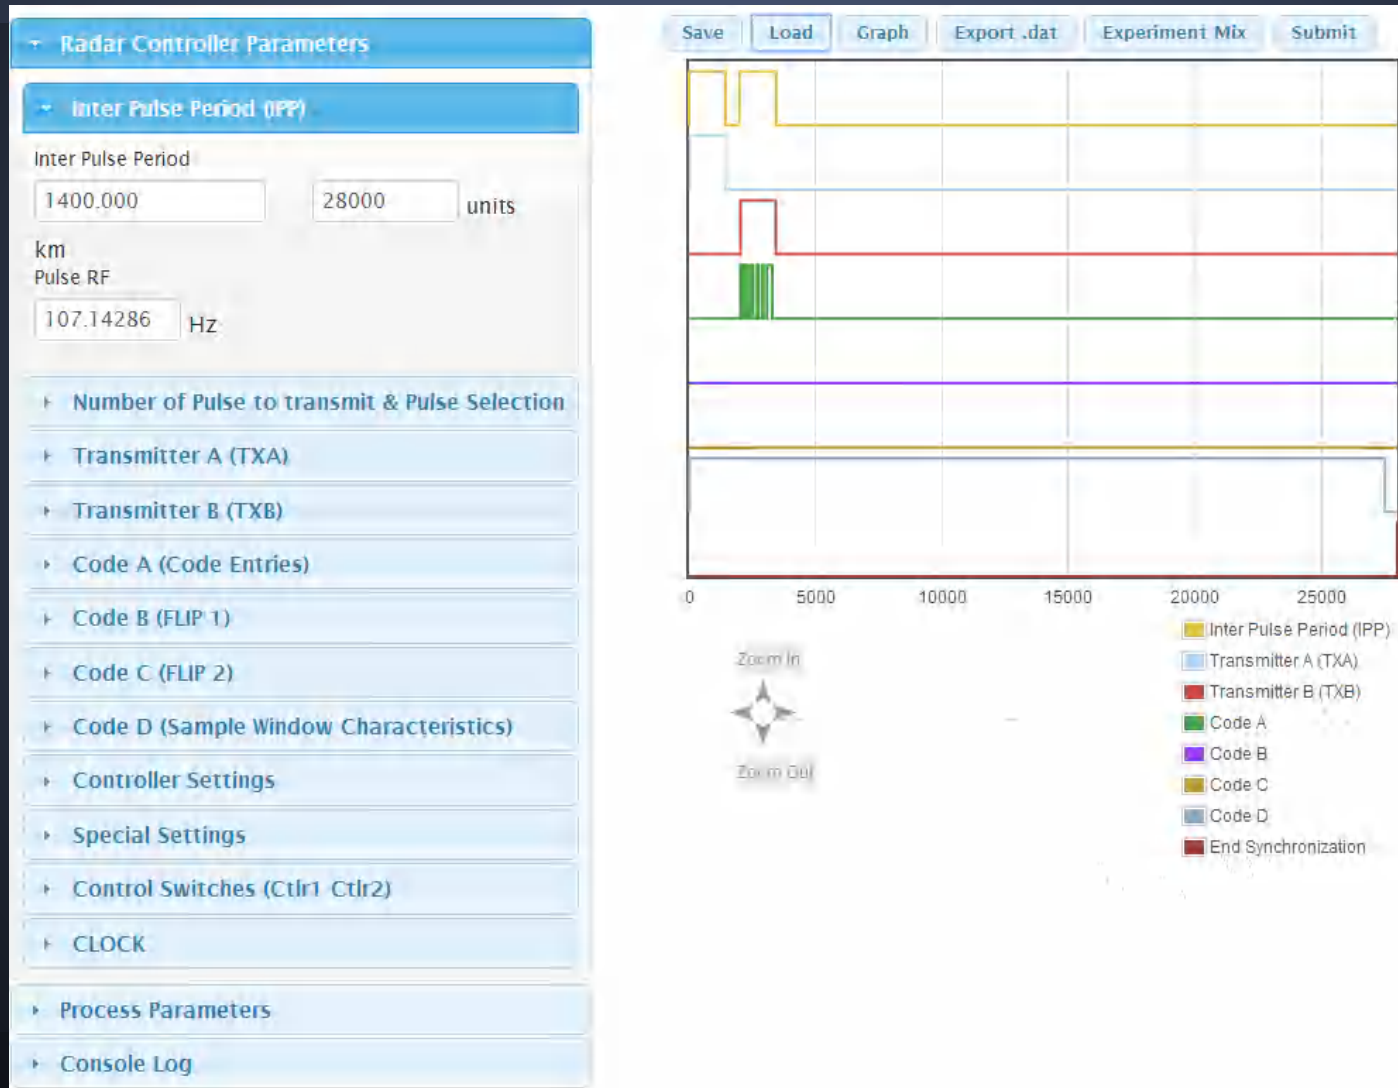 Radar Controller Parameters
Inter Pulse Period (IPP)
Inter Pulse Period
1400.000 28000 units
km
Pulse RF
107.14286 Hz
Number of Pulse to transmit & Pulse Selection
Transmitter A (TXA)
Transmitter B (TXB)
Code A (Code Entries)
Code B (FLIP 1)
Code C (FLIP 2)
Code D (Sample Window Characteristics)
Controller Settings
Special Settings
Control Switches (Ctlr1 Ctlr2)
CLOCK
Process Parameters
Console Log
Save Load Graph Export .dat Experiment Mix Submit
0 5000 10000 15000 20000 25000
Inter Pulse Period (IPP)
Transmitter A (TXA)
Transmitter B (TXB)
Code A
Code B
Code C
Code D
End Synchronization
Zoom In
Zoom Out